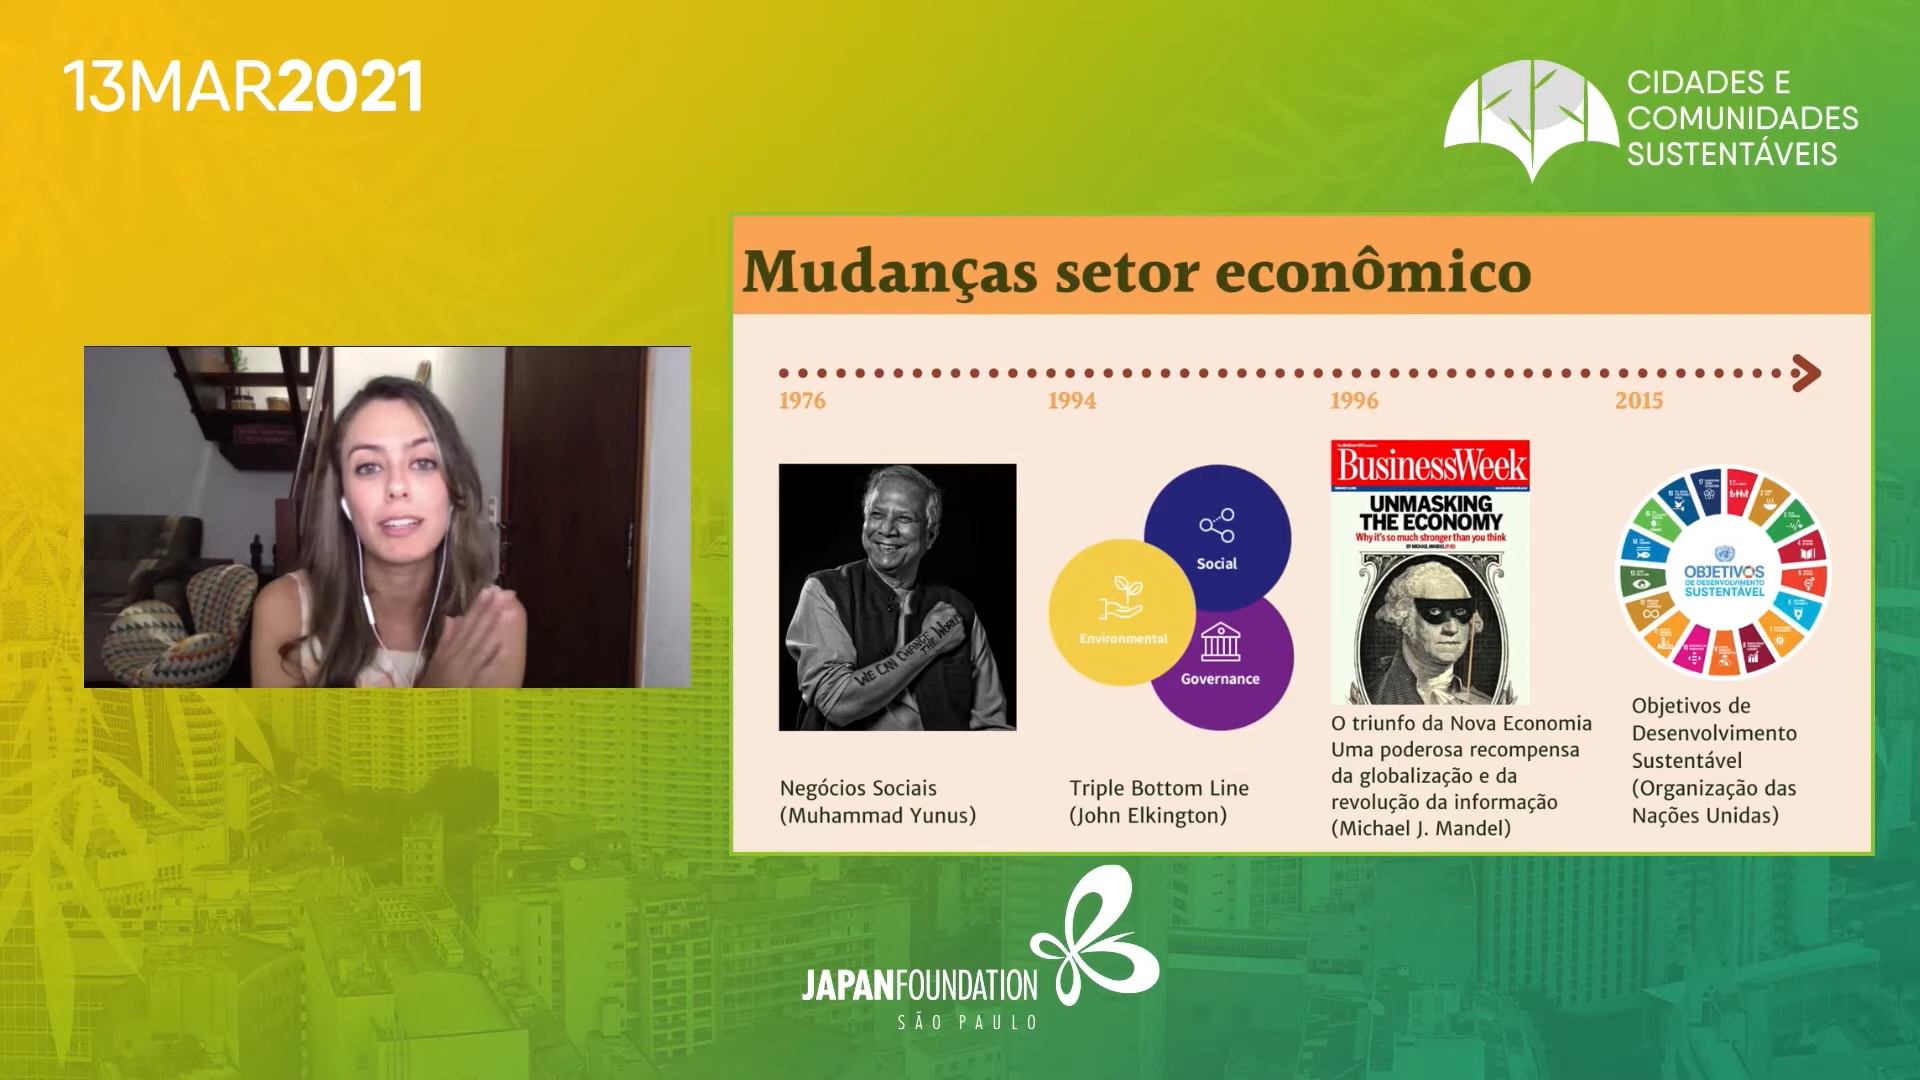 13MAR2021
CIDADES E
COMUNIDADES
SUSTENTÁVEIS
Mudanças setor econômico
1976
1994
1996
2015
WE CAN CHANGE THE WORLD
Negócios Sociais
(Muhammad Yunus)
Social
Environmental
Governance
Triple Bottom Line
(John Elkington)
BusinessWeek
UNMASKING
THE ECONOMY
Why it's so much stronger than you think
BY MICHAEL MANDEL
O triunfo da Nova Economia
Uma poderosa recompensa
da globalização e da
revolução da informação
(Michael J. Mandel)
OBJETIVOS
DE DESENVOLVIMENTO
SUSTENTÁVEL
Objetivos de
Desenvolvimento
Sustentável
(Organização das
Nações Unidas)
JAPANFOUNDATION
SÃO PAULO